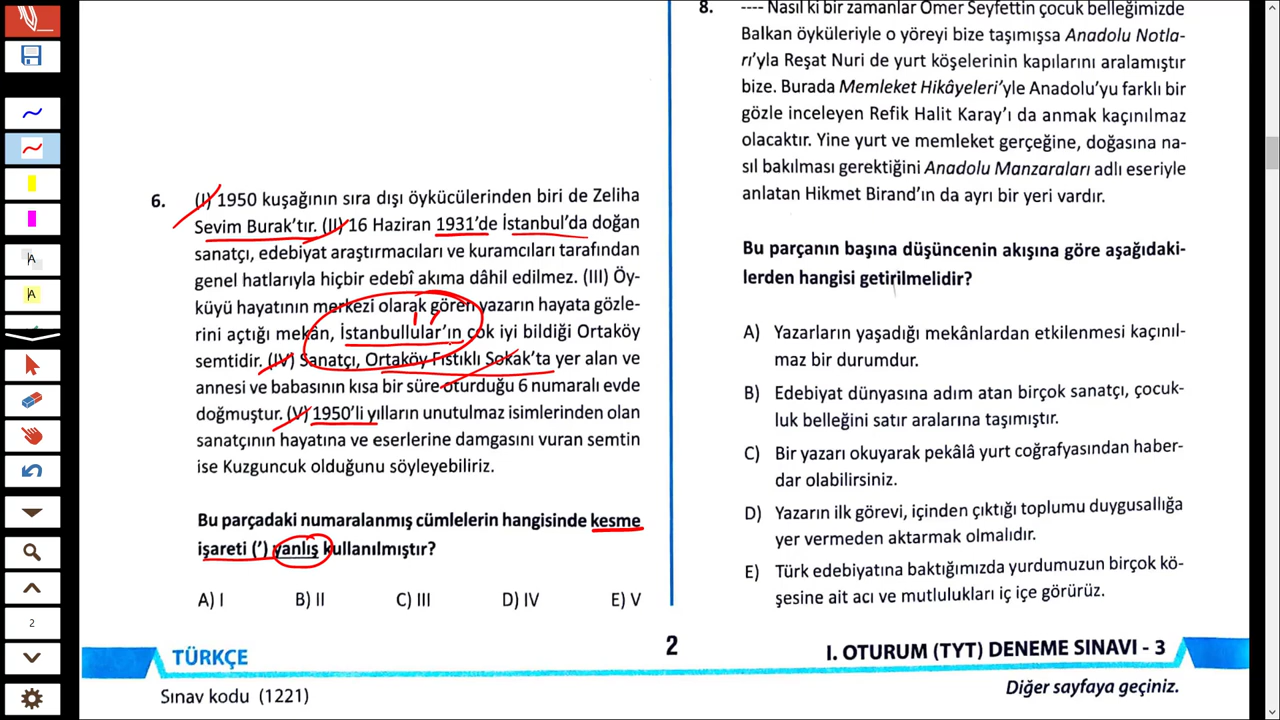 6. (I) 1950 kuşağının sıra dışı öykücülerinden biri de Zeliha
Sevim Burak'tır. (II) 16 Haziran 1931'de İstanbul'da doğan
sanatçı, edebiyat araştırmacıları ve kuramcıları tarafından
genel hatlarıyla hiçbir edebî akıma dâhil edilmez. (III) Öy-
küyü hayatının merkezi olarak gören yazarın hayata gözle-
rini açtığı mekân, İstanbullular'ın çok iyi bildiği Ortaköy
semtidir. (IV) Sanatçı, Ortaköy Fıstıklı Sokak'ta yer alan ve
annesi ve babasının kısa bir süre oturduğu 6 numaralı evde
doğmuştur. (V) 1950'li yılların unutulmaz isimlerinden olan
sanatçının hayatına ve eserlerine damgasını vuran semtin
ise Kuzguncuk olduğunu söyleyebiliriz.
Bu parçadaki numaralanmış cümlelerin hangisinde kesme
işareti (') yanlış kullanılmıştır?
A) I B) II C) III D) IV E) V
8. ---- Nasıl ki bir zamanlar Ömer Seyfettin çocuk belleğimizde
Balkan öyküleriyle o yöreyi bize taşımışsa Anadolu Notla-
rı'yla Reşat Nuri de yurt köşelerinin kapılarını aralamıştır
bize. Burada Memleket Hikâyeleri'yle Anadolu'yu farklı bir
gözle inceleyen Refik Halit Karay'ı da anmak kaçınılmaz
olacaktır. Yine yurt ve memleket gerçeğine, doğasına na-
sıl bakılması gerektiğini Anadolu Manzaraları adlı eseriyle
anlatan Hikmet Birand'ın da ayrı bir yeri vardır.
Bu parçanın başına düşüncenin akışına göre aşağıdaki-
lerden hangisi getirilmelidir?
A) Yazarların yaşadığı mekânlardan etkilenmesi kaçınıl-
maz bir durumdur.
B) Edebiyat dünyasına adım atan birçok sanatçı, çocuk-
luk belleğini satır aralarına taşımıştır.
C) Bir yazarı okuyarak pekâlâ yurt coğrafyasından haber-
dar olabilirsiniz.
D) Yazarın ilk görevi, içinden çıktığı toplumu duygusallığa
yer vermeden aktarmak olmalıdır.
E) Türk edebiyatına baktığımızda yurdumuzun birçok kö-
şesine ait acı ve mutlulukları iç içe görürüz.
TÜRKÇE
2
I. OTURUM (TYT) DENEME SINAVI - 3
Sınav kodu (1221)
Diğer sayfaya geçiniz.
A
A
2